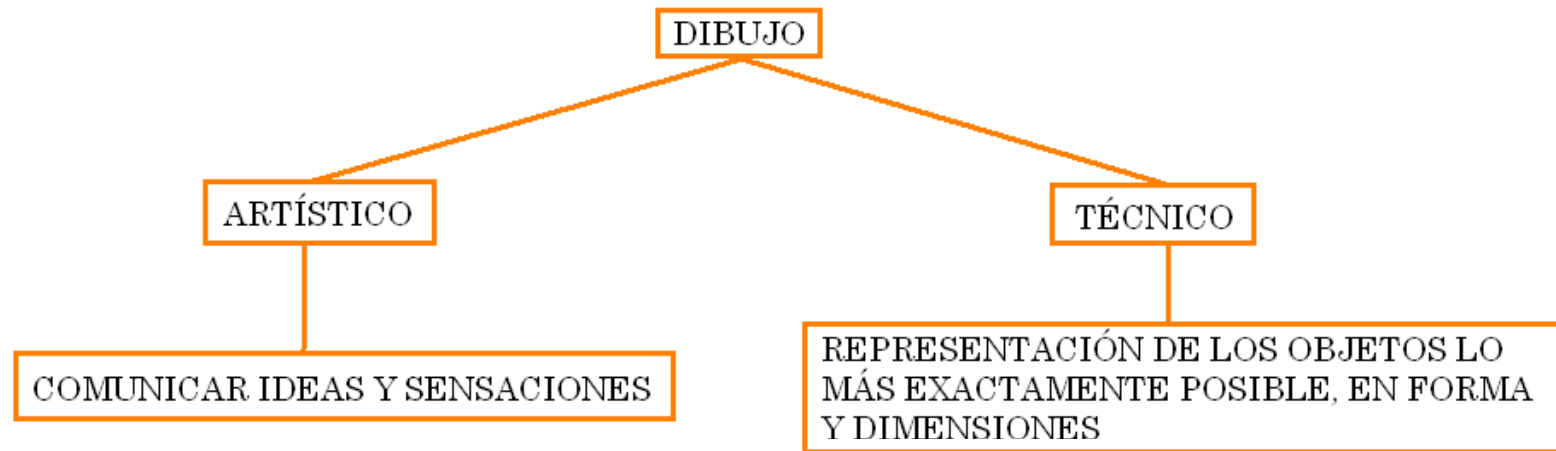 DIBUJO
ARTÍSTICO
TÉCNICO
COMUNICAR IDEAS Y SENSACIONES
REPRESENTACIÓN DE LOS OBJETOS LO
MÁS EXACTAMENTE POSIBLE, EN FORMA
Y DIMENSIONES